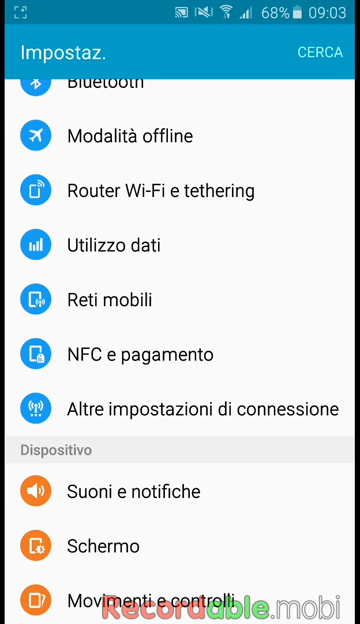 68% 09:03
Impostaz. CERCA
Bluetooth
Modalità offline
Router Wi-Fi e tethering
Utilizzo dati
Reti mobili
NFC e pagamento
Altre impostazioni di connessione
Dispositivo
Suoni e notifiche
Schermo
Movimenti e controlli
Recordable.mobi